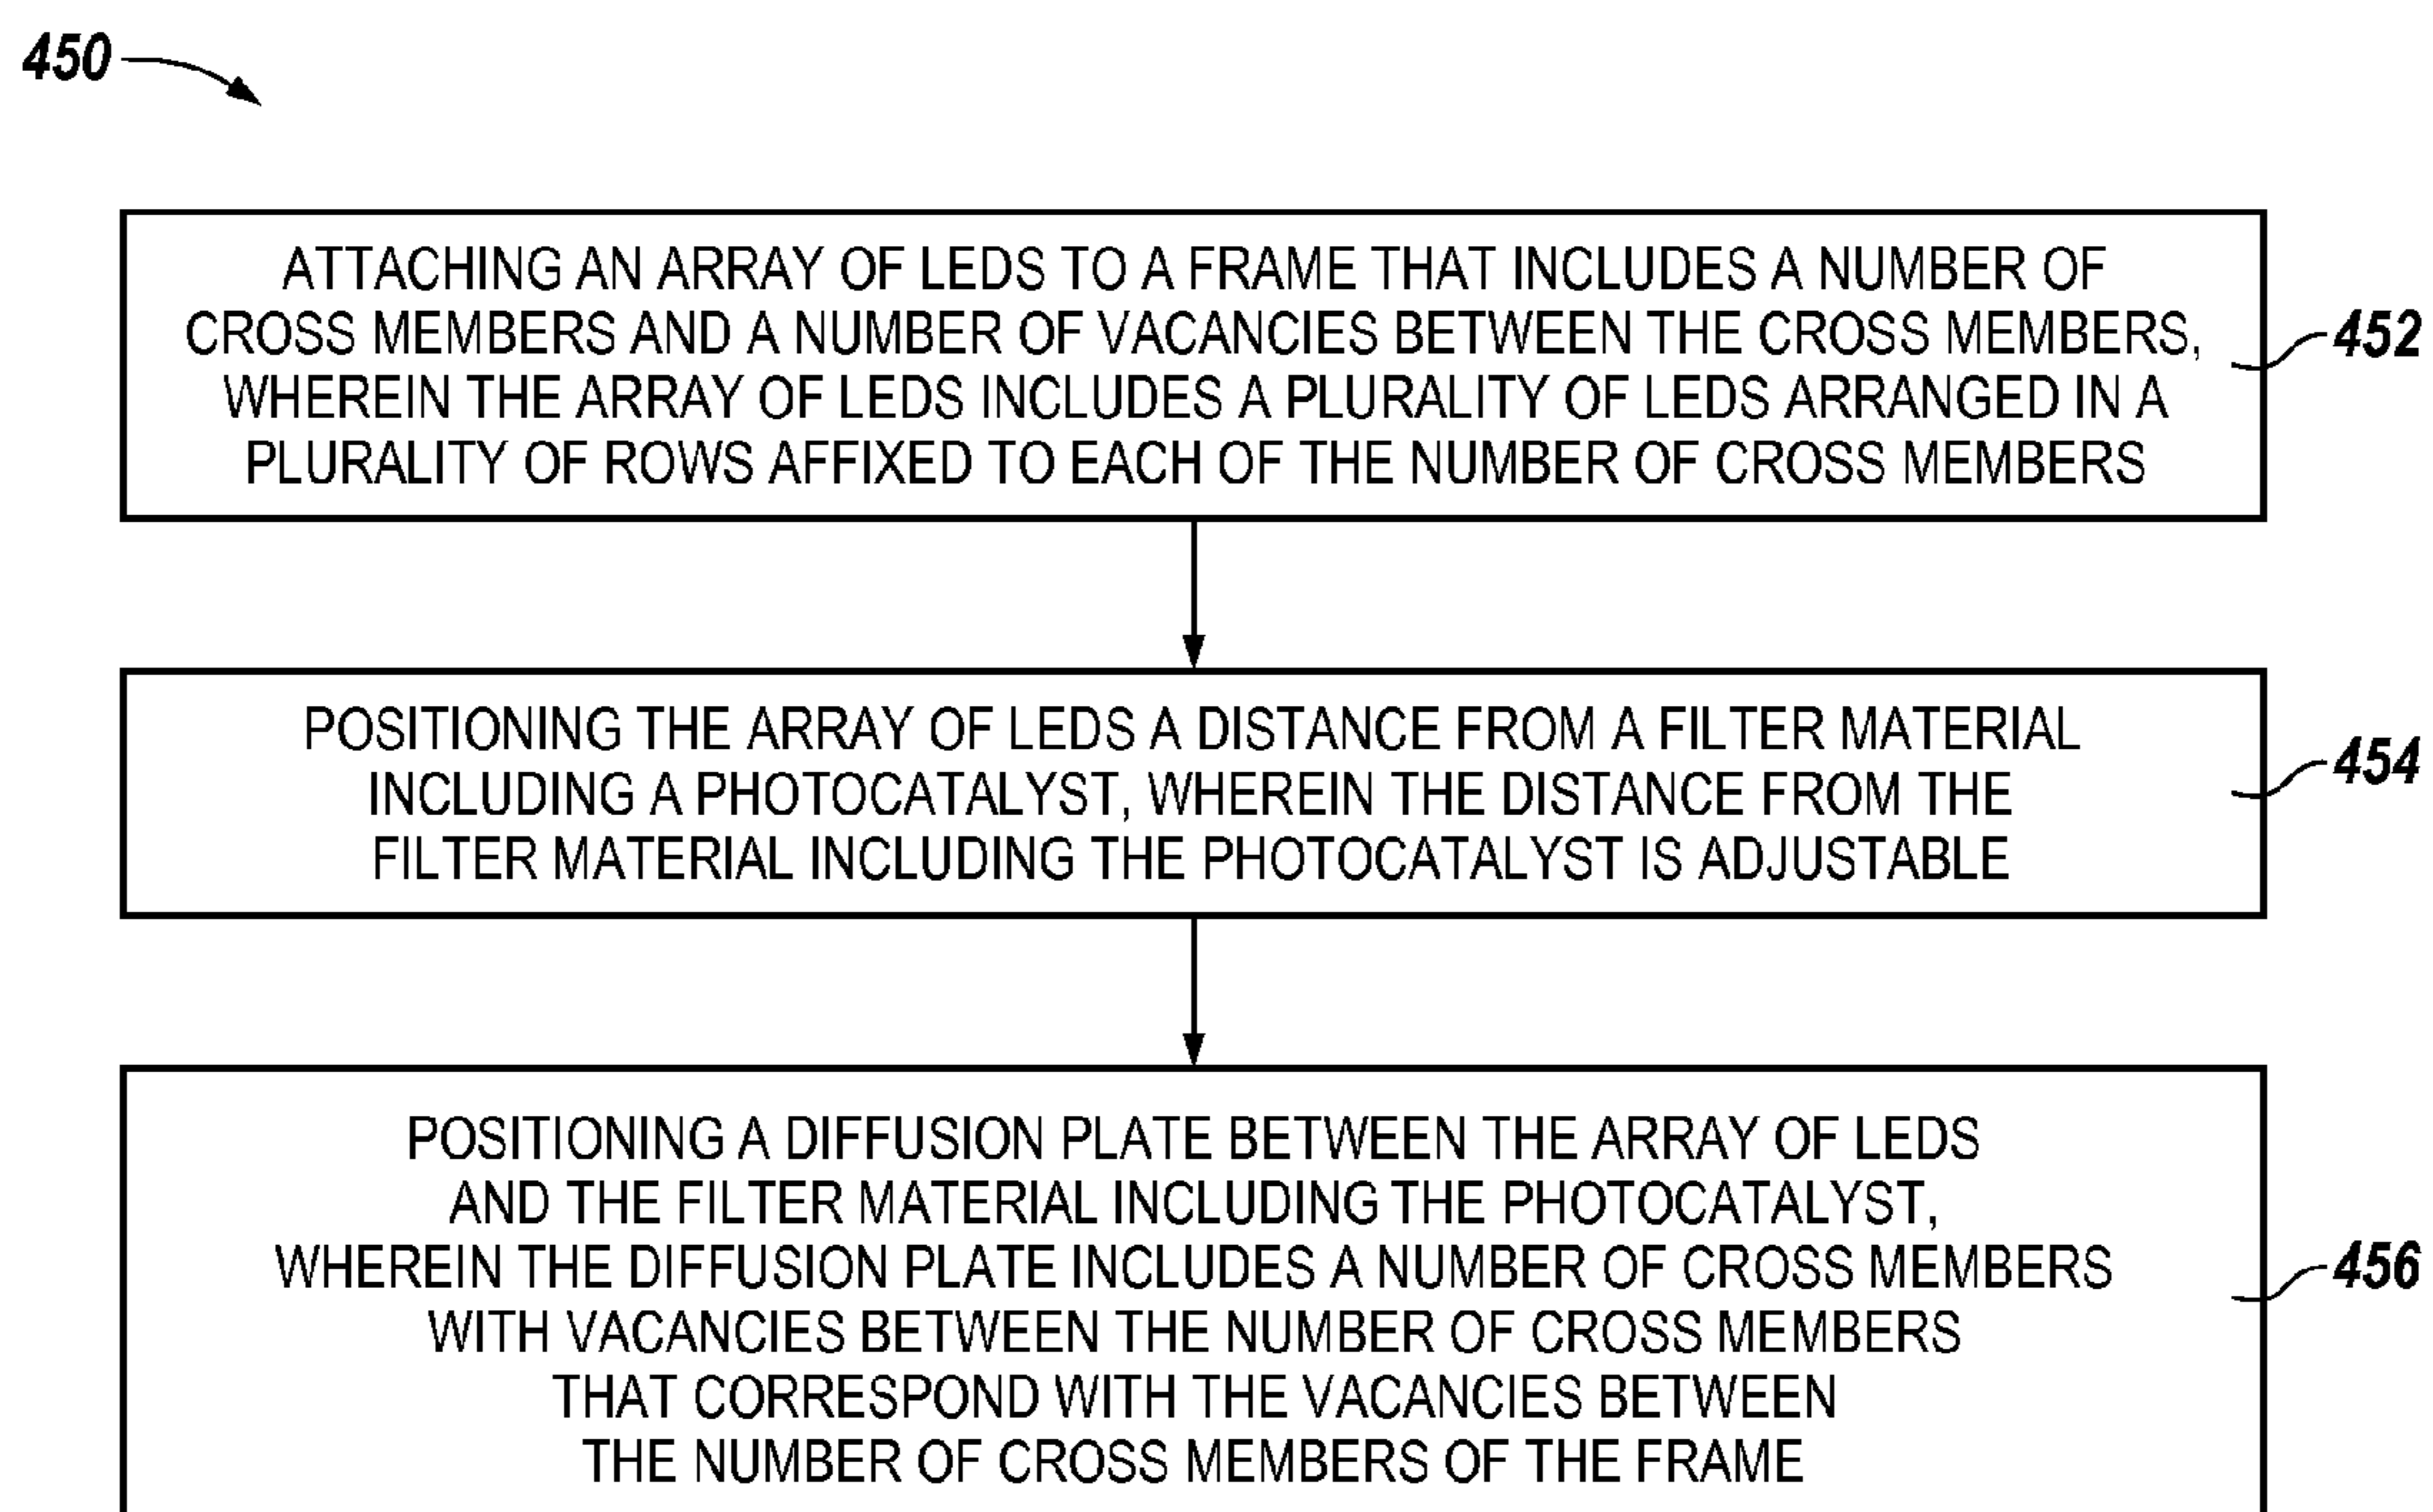 450
ATTACHING AN ARRAY OF LEDS TO A FRAME THAT INCLUDES A NUMBER OF
CROSS MEMBERS AND A NUMBER OF VACANCIES BETWEEN THE CROSS MEMBERS,
WHEREIN THE ARRAY OF LEDS INCLUDES A PLURALITY OF LEDS ARRANGED IN A
PLURALITY OF ROWS AFFIXED TO EACH OF THE NUMBER OF CROSS MEMBERS
452
POSITIONING THE ARRAY OF LEDS A DISTANCE FROM A FILTER MATERIAL
INCLUDING A PHOTOCATALYST, WHEREIN THE DISTANCE FROM THE
FILTER MATERIAL INCLUDING THE PHOTOCATALYST IS ADJUSTABLE
454
POSITIONING A DIFFUSION PLATE BETWEEN THE ARRAY OF LEDS
AND THE FILTER MATERIAL INCLUDING THE PHOTOCATALYST,
WHEREIN THE DIFFUSION PLATE INCLUDES A NUMBER OF CROSS MEMBERS
WITH VACANCIES BETWEEN THE NUMBER OF CROSS MEMBERS
THAT CORRESPOND WITH THE VACANCIES BETWEEN
THE NUMBER OF CROSS MEMBERS OF THE FRAME
456